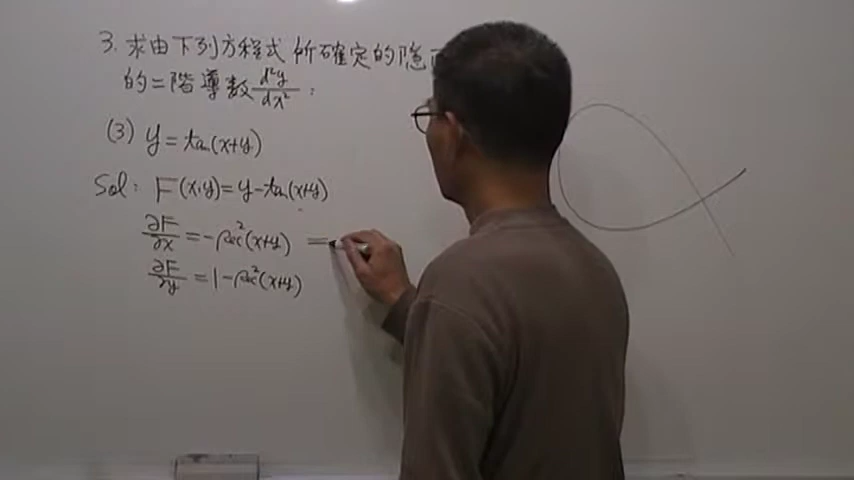 3. 求由下列方程式所確定的隐
的二階導數 d²y/dx² :
(3) y = tan(x+y)
Sol : F(x,y) = y - tan(x+y)
∂F/∂x = - sec²(x+y) =
∂F/∂y = 1 - sec²(x+y)